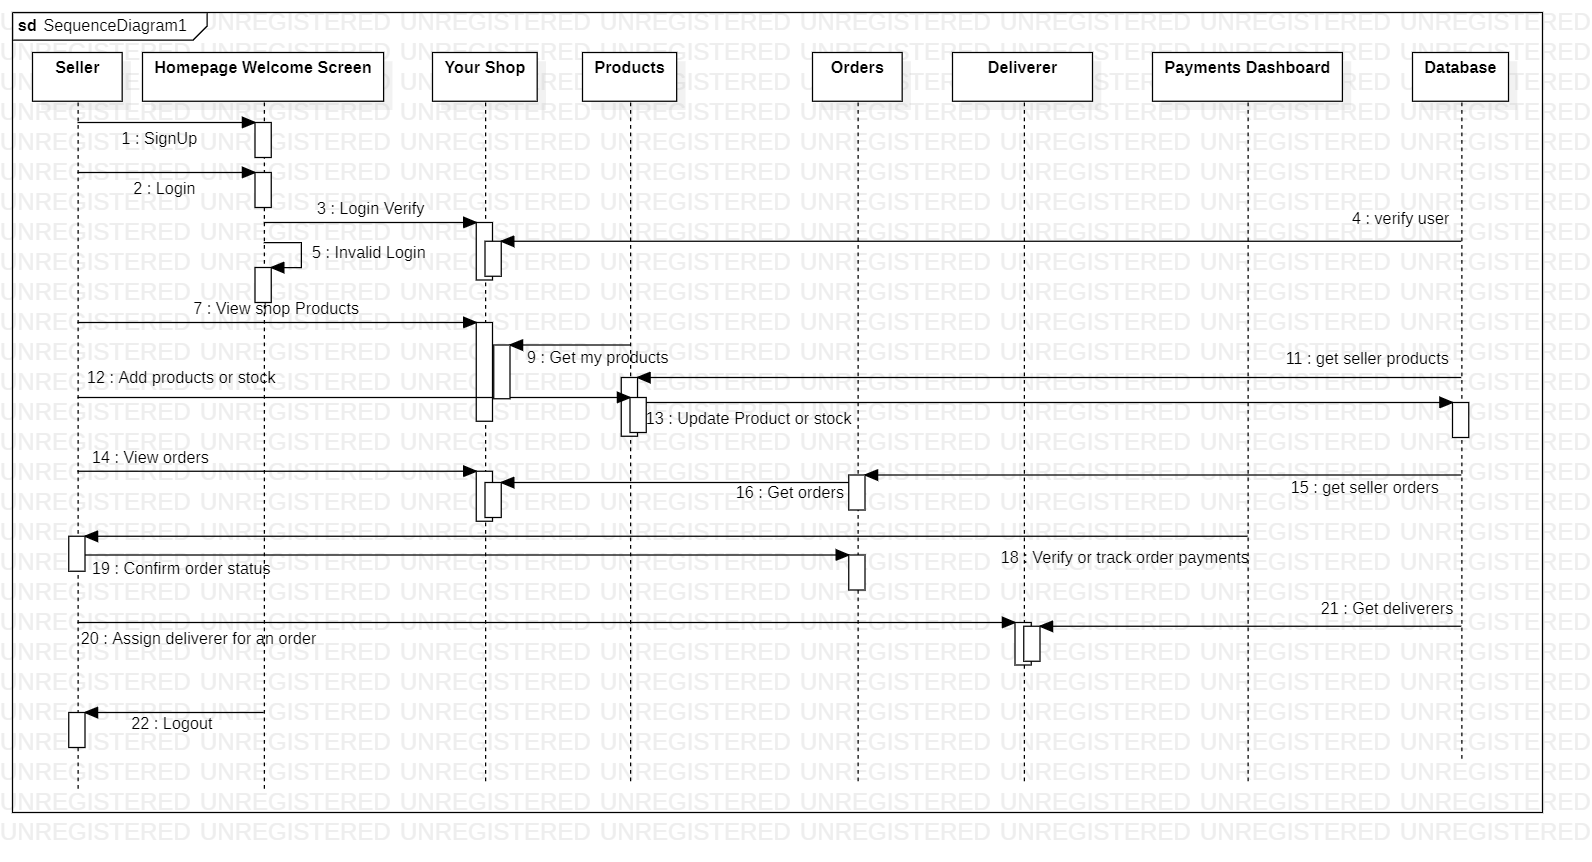 sd SequenceDiagram1
Seller
Homepage Welcome Screen
Your Shop
Products
Orders
Deliverer
Payments Dashboard
Database
1 : SignUp
2 : Login
3 : Login Verify
4 : verify user
5 : Invalid Login
7 : View shop Products
9 : Get my products
11 : get seller products
12 : Add products or stock
13 : Update Product or stock
14 : View orders
15 : get seller orders
16 : Get orders
18 : Verify or track order payments
19 : Confirm order status
20 : Assign deliverer for an order
21 : Get deliverers
22 : Logout
UNREGISTERED UNREGISTERED UNREGISTERED UNREGISTERED UNREGISTERED UNREGISTERED UNREGISTERED UNREGISTERED